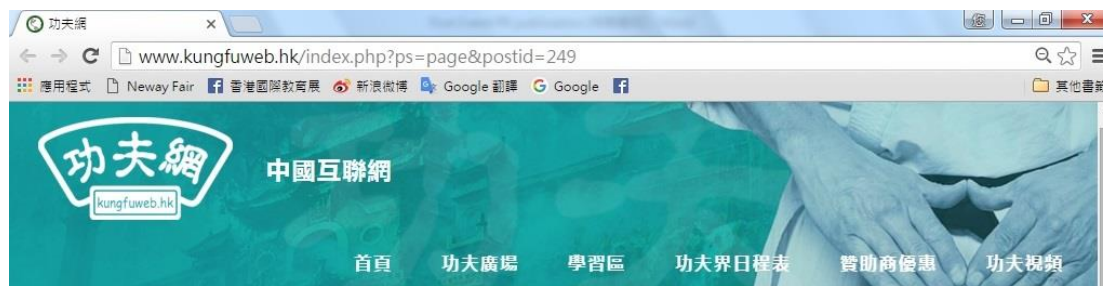 功夫網
www.kungfuweb.hk/index.php?ps=page&postid=249
應用程式 Neway Fair 香港國際教育展 新浪微博 Google 翻譯 Google 其他書籤
功夫網
kungfuweb.hk
中國互聯網
首頁 功夫廣場 學習區 功夫界日程表 贊助商優惠 功夫視頻